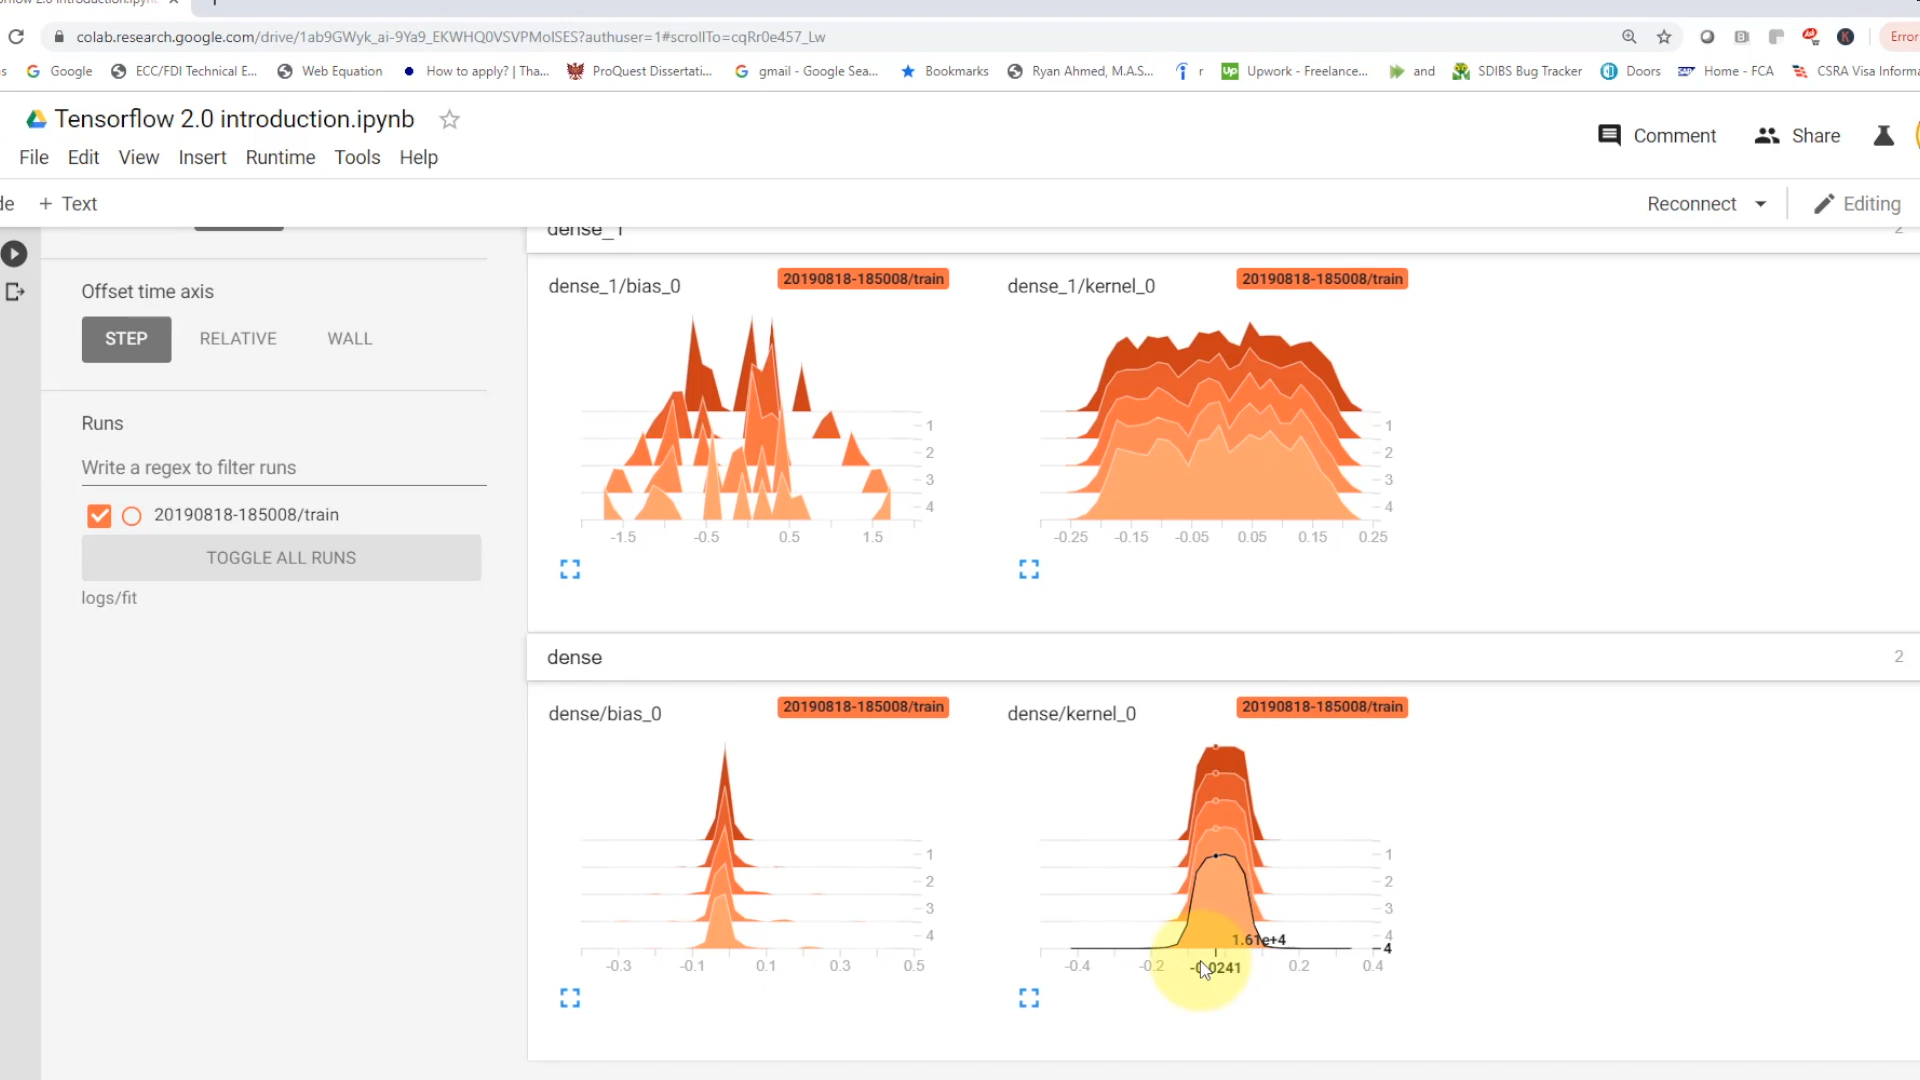 colab.research.google.com/drive/1ab9GWyk_ai-9Ya9_EKWHQ0VSVPMolSES?authuser=1#scrollTo=cqRr0e457_Lw
Error
s Google ECC/FDI Technical E... Web Equation How to apply? | Tha... ProQuest Dissertati... gmail - Google Sea... Bookmarks Ryan Ahmed, M.A.S... r Upwork - Freelance... and SDIBS Bug Tracker Doors Home - FCA CSRA Visa Informa
Tensorflow 2.0 introduction.ipynb
Comment Share
File Edit View Insert Runtime Tools Help
de + Text
Reconnect Editing
dense_1
2
Offset time axis
STEP RELATIVE WALL
Runs
Write a regex to filter runs
20190818-185008/train
TOGGLE ALL RUNS
logs/fit
dense_1/bias_0 20190818-185008/train
1
2
3
4
-1.5 -0.5 0.5 1.5
dense_1/kernel_0 20190818-185008/train
1
2
3
4
-0.25 -0.15 -0.05 0.05 0.15 0.25
dense 2
dense/bias_0 20190818-185008/train
1
2
3
4
-0.3 -0.1 0.1 0.3 0.5
dense/kernel_0 20190818-185008/train
1
2
3
4
1.61e+4
4
-0.4 -0.2 -0.0241 0.2 0.4